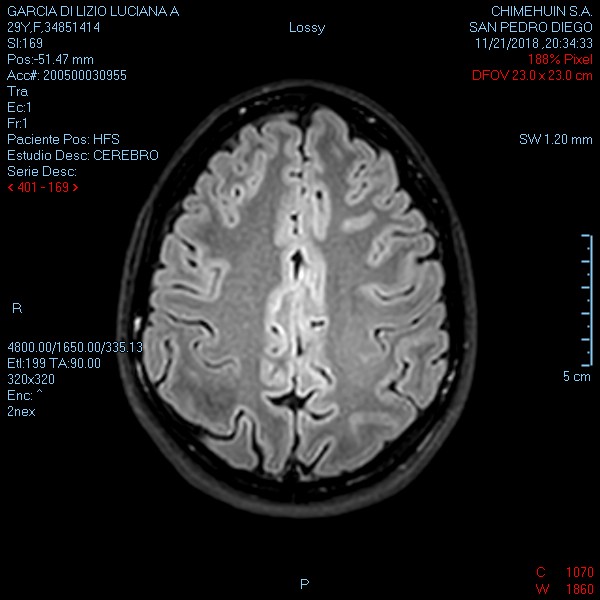 GARCIA DI LIZIO LUCIANA A
29Y,F,34851414
Sl:169
Pos:-51.47 mm
Acc#: 200500030955
Tra
Ec:1
Fr:1
Paciente Pos: HFS
Estudio Desc: CEREBRO
Serie Desc:
< 401 - 169 >
Lossy
CHIMEHUIN S.A.
SAN PEDRO DIEGO
11/21/2018 ,20:34:33
188% Pixel
DFOV 23.0 x 23.0 cm
SW 1.20 mm
R
4800.00/1650.00/335.13
Etl:199 TA:90.00
320x320
Enc: ^
2nex
5 cm
P
C 1070
W 1860